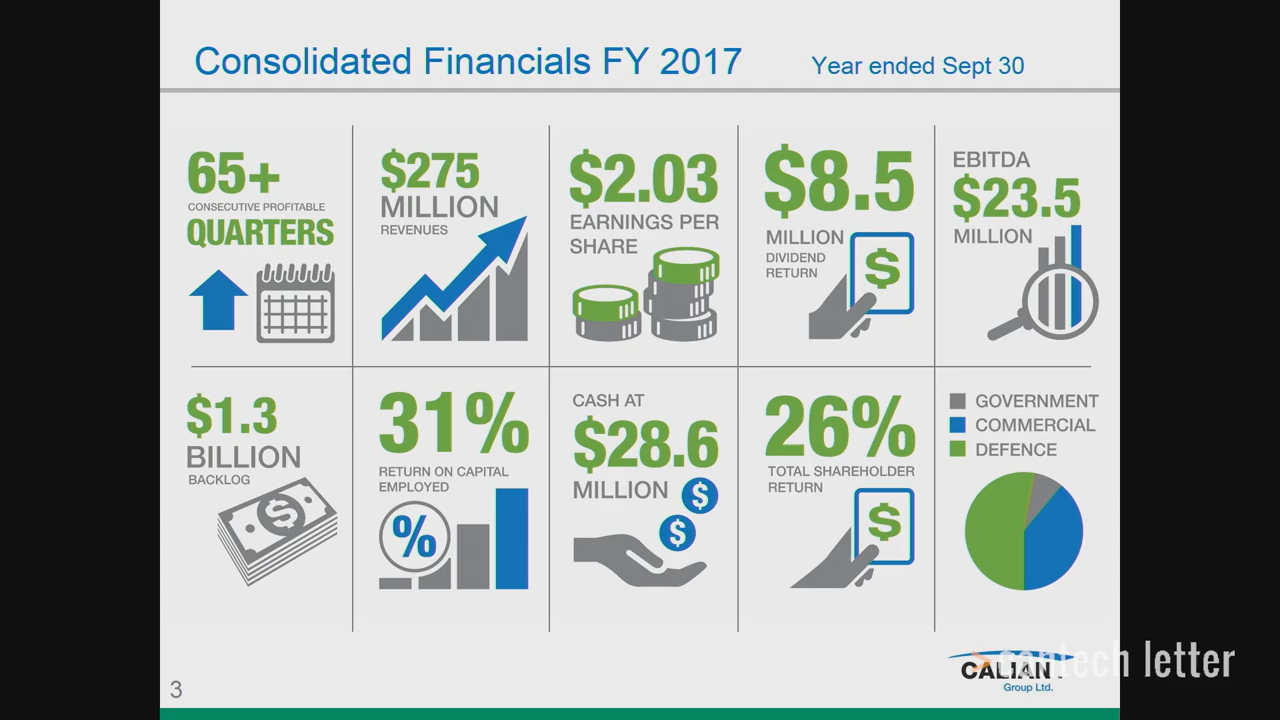 Consolidated Financials FY 2017
Year ended Sept 30
65+
CONSECUTIVE PROFITABLE
QUARTERS
$275
MILLION
REVENUES
$2.03
EARNINGS PER
SHARE
$8.5
MILLION
DIVIDEND
RETURN
$
EBITDA
$23.5
MILLION
$1.3
BILLION
BACKLOG
$
31%
RETURN ON CAPITAL
EMPLOYED
%
CASH AT
$28.6
MILLION
$
$
26%
TOTAL SHAREHOLDER
RETURN
$
GOVERNMENT
COMMERCIAL
DEFENCE
CALIAN
Group Ltd.
cantech letter
3